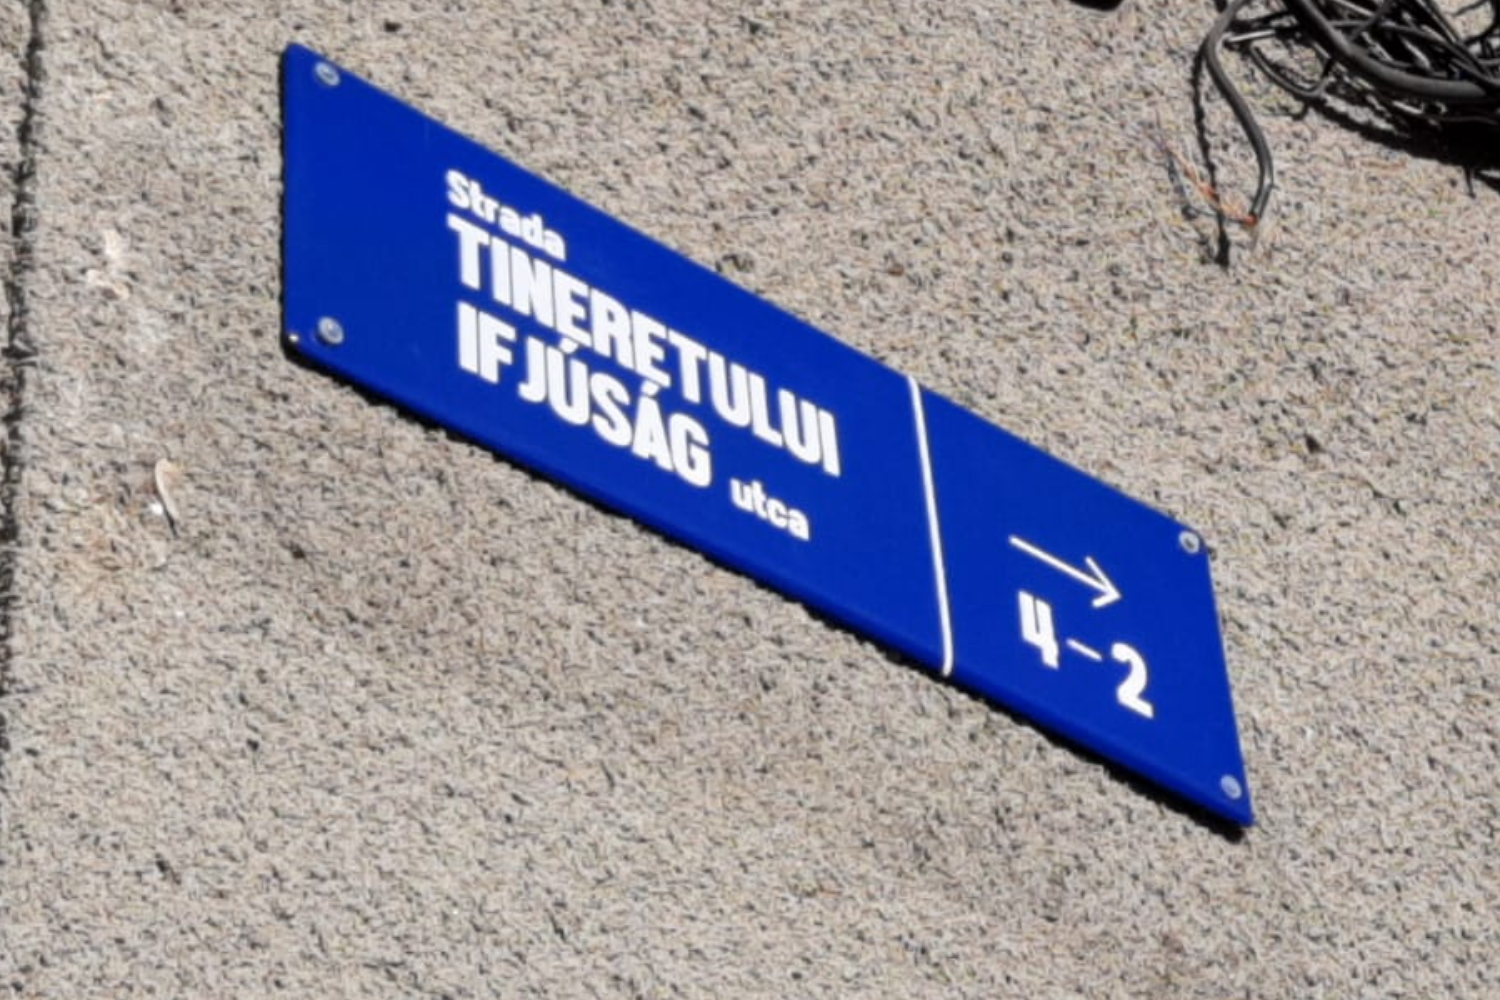 Strada
TINERETULUI
IFJÚSÁG utca
→
4-2